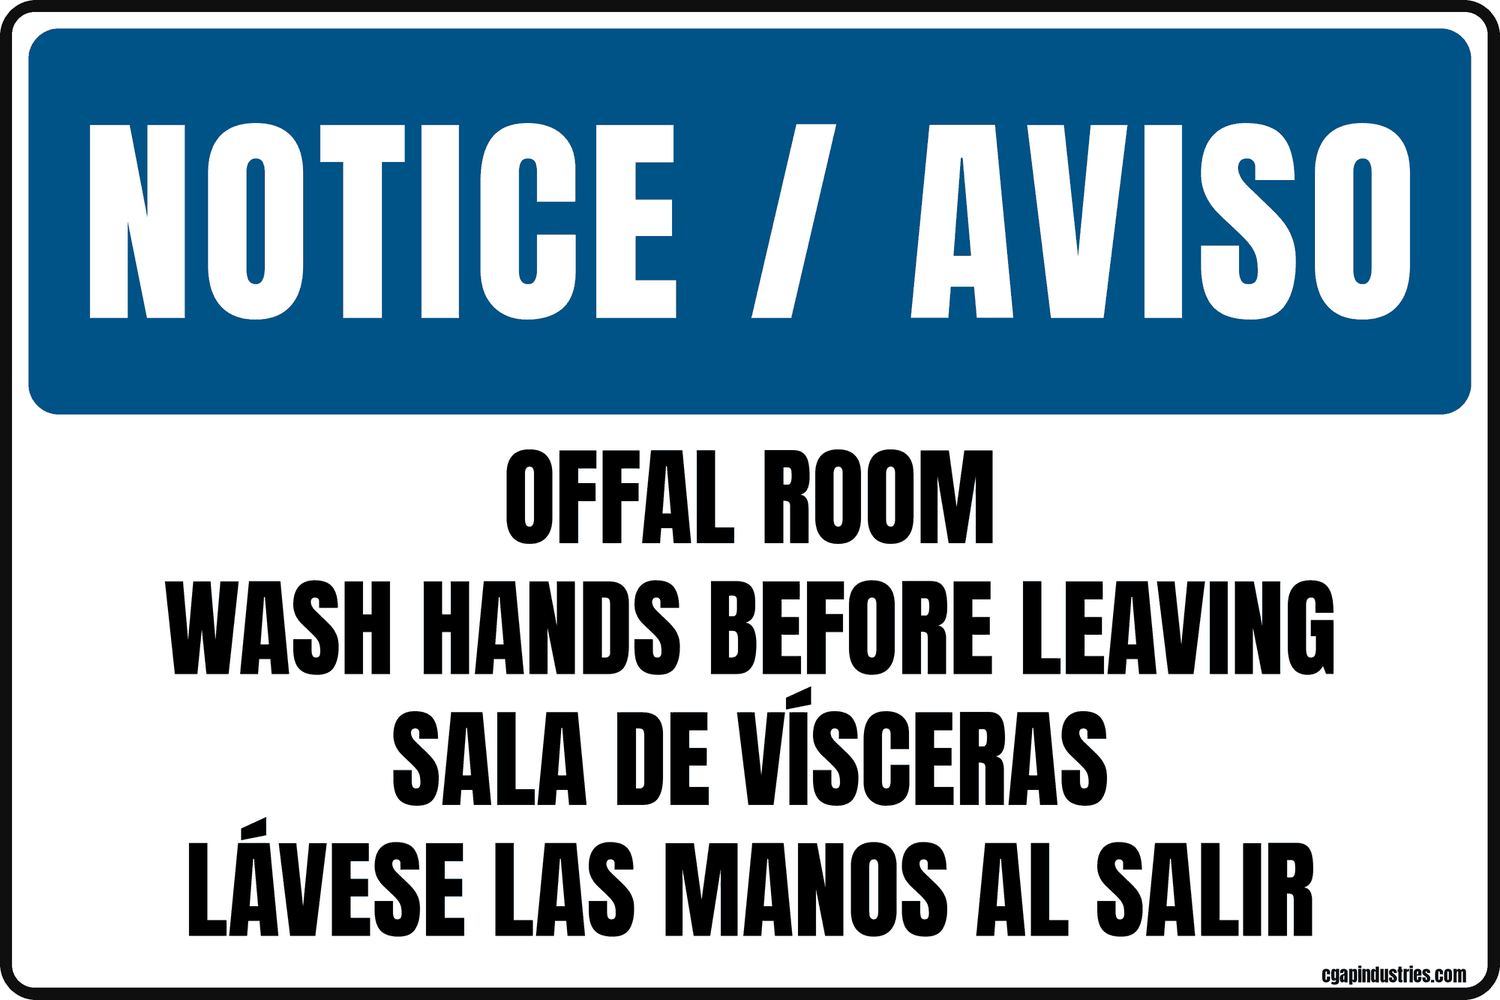 NOTICE / AVISO
OFFAL ROOM
WASH HANDS BEFORE LEAVING
SALA DE VÍSCERAS
LÁVESE LAS MANOS AL SALIR
cgapindustries.com